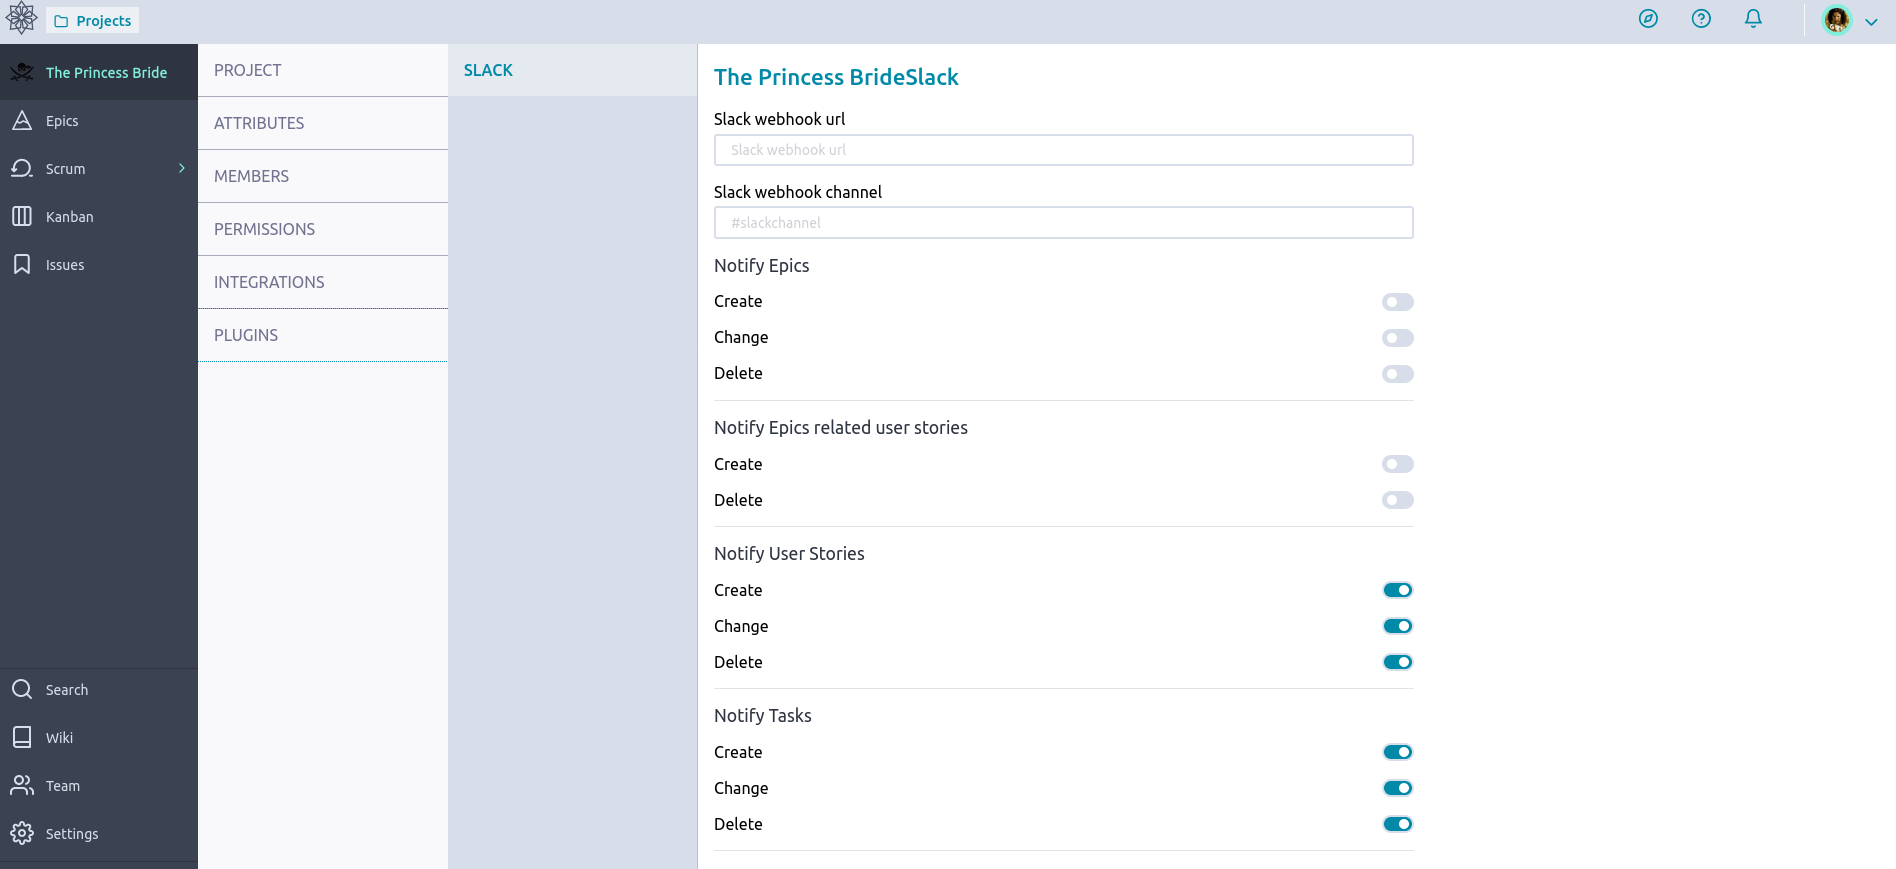 Projects
The Princess Bride
Epics
Scrum
Kanban
Issues
Search
Wiki
Team
Settings
PROJECT
ATTRIBUTES
MEMBERS
PERMISSIONS
INTEGRATIONS
PLUGINS
SLACK
The Princess BrideSlack
Slack webhook url
Slack webhook url
Slack webhook channel
#slackchannel
Notify Epics
Create
Change
Delete
Notify Epics related user stories
Create
Delete
Notify User Stories
Create
Change
Delete
Notify Tasks
Create
Change
Delete